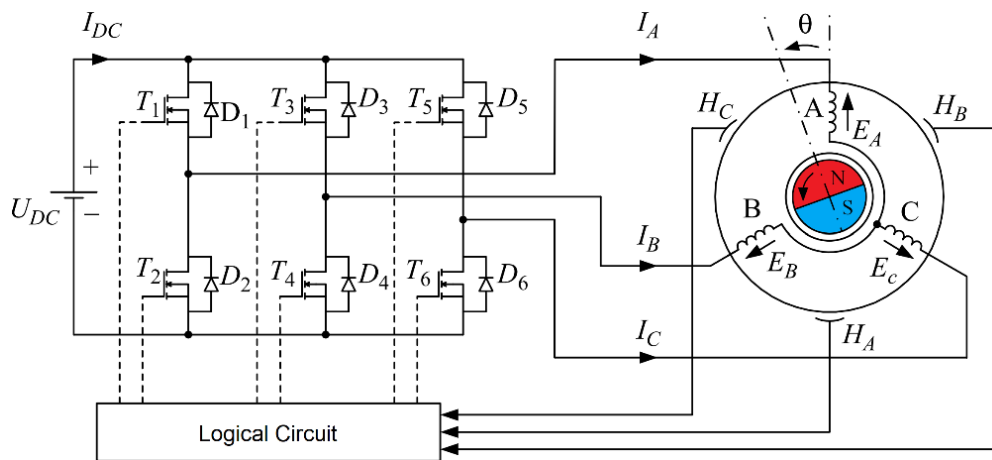 I_DC
I_A
θ
T_1
D_1
T_3
D_3
T_5
D_5
H_C
A
E_A
H_B
+
U_DC
−
N
S
B
C
I_B
E_B
E_c
T_2
D_2
T_4
D_4
T_6
D_6
I_C
H_A
Logical Circuit